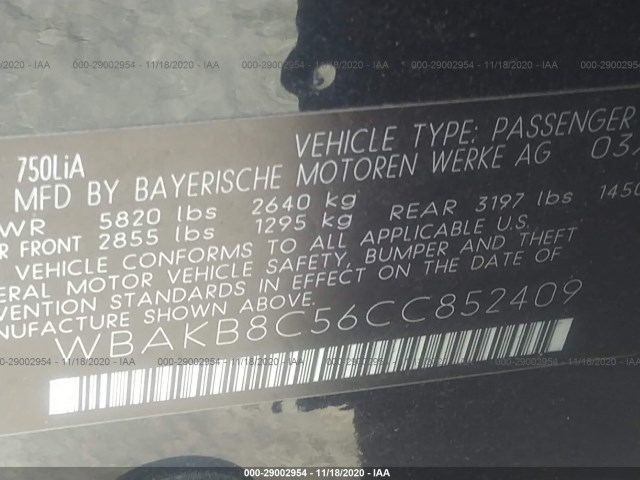 000-29002954 - 11/18/2020 - IAA
750LiA
VEHICLE TYPE: PASSENGER
MFD BY BAYERISCHE MOTOREN WERKE AG 03/
WR 5820 lbs 2640 kg
R FRONT 2855 lbs 1295 kg REAR 3197 lbs 145
VEHICLE CONFORMS TO ALL APPLICABLE U.S.
ERAL MOTOR VEHICLE SAFETY, BUMPER AND THEFT
VENTION STANDARDS IN EFFECT ON THE DATE OF
MANUFACTURE SHOWN ABOVE.
WBAKB8C56CC852409
000-29002954 - 11/18/2020 - IAA